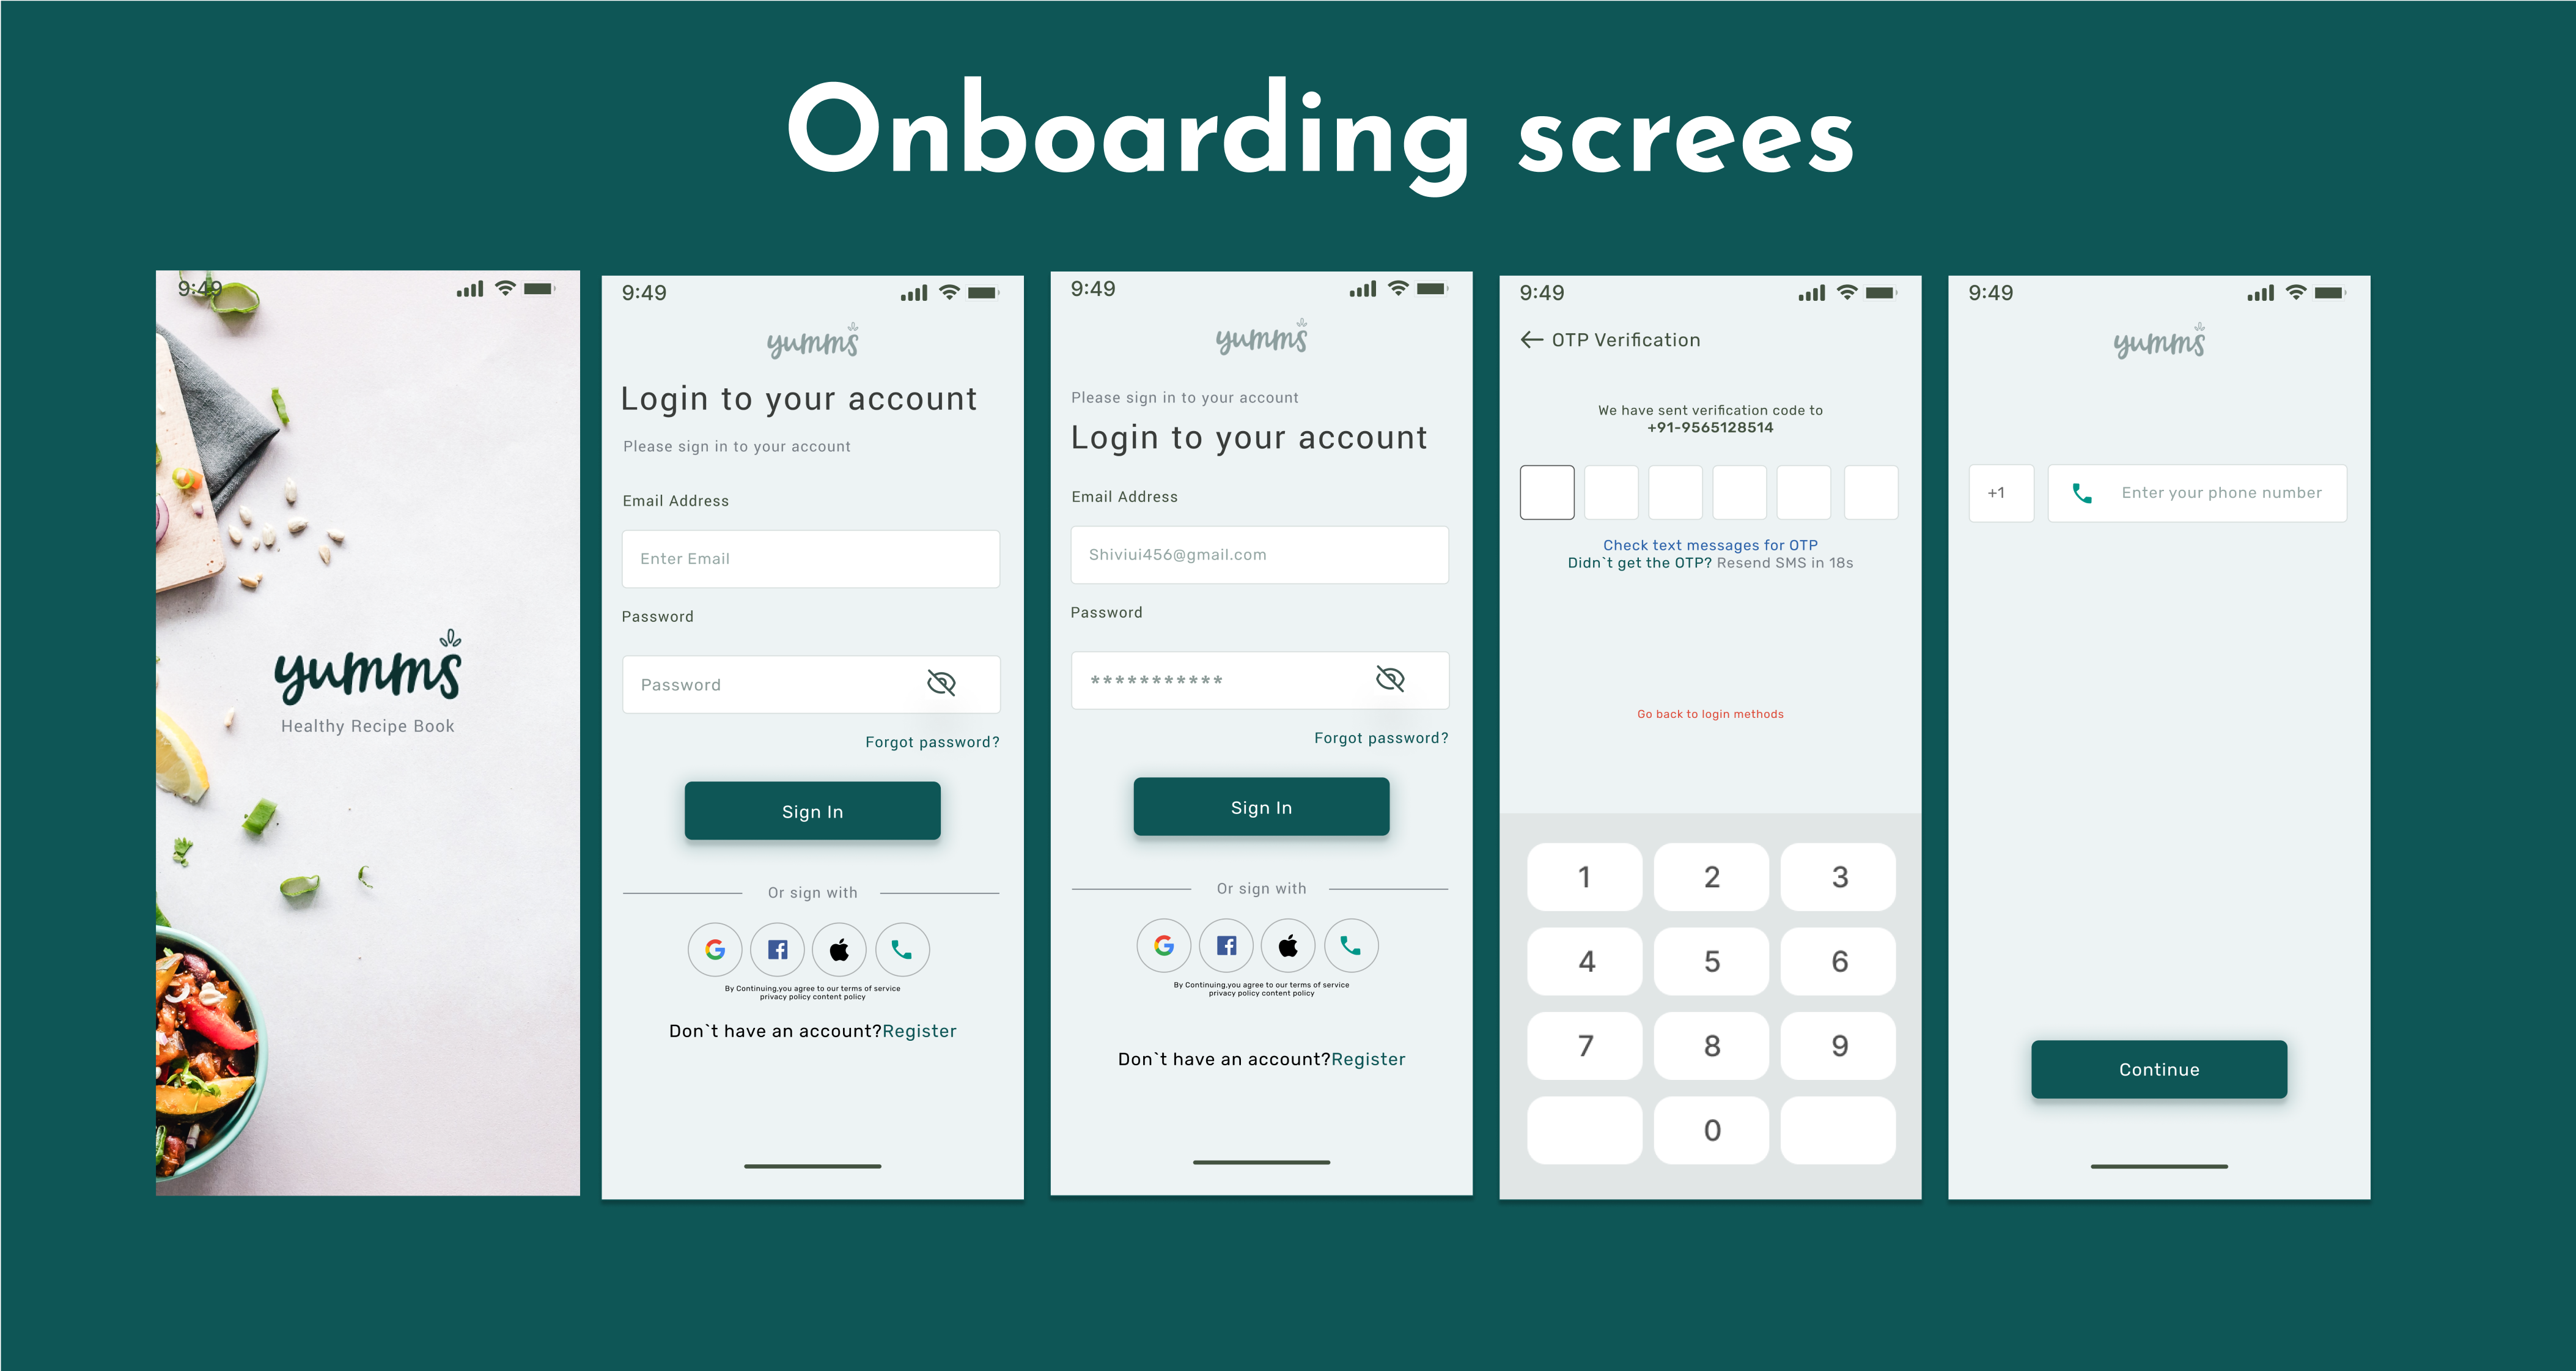 Onboarding screes
9:49
yumms
Healthy Recipe Book
9:49
yumms
Login to your account
Please sign in to your account
Email Address
Enter Email
Password
Password
Forgot password?
Sign In
Or sign with
By Continuing,you agree to our terms of service
privacy policy content policy
Don`t have an account?Register
9:49
yumms
Please sign in to your account
Login to your account
Email Address
Shiviui456@gmail.com
Password
***********
Forgot password?
Sign In
Or sign with
By Continuing,you agree to our terms of service
privacy policy content policy
Don`t have an account?Register
9:49
OTP Verification
We have sent verification code to
+91-9565128514
Check text messages for OTP
Didn`t get the OTP? Resend SMS in 18s
Go back to login methods
1 2 3
4 5 6
7 8 9
0
9:49
yumms
+1 Enter your phone number
Continue